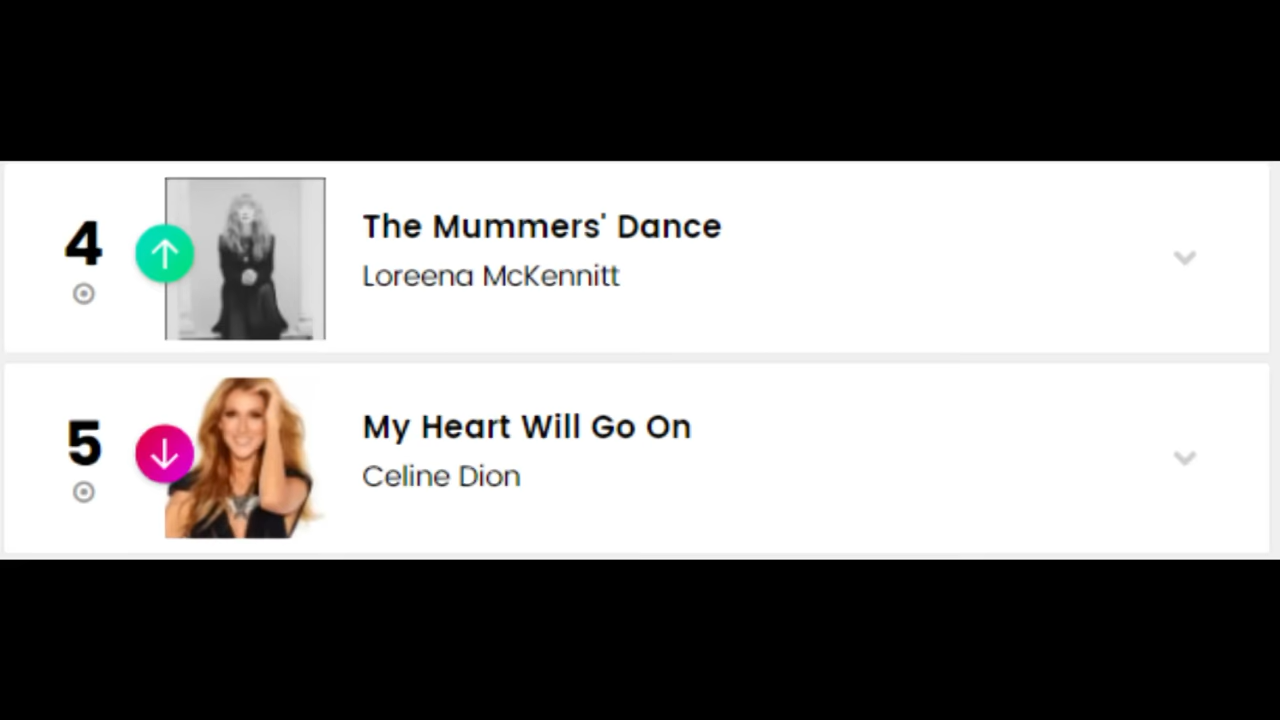 4
The Mummers' Dance
Loreena McKennitt
5
My Heart Will Go On
Celine Dion